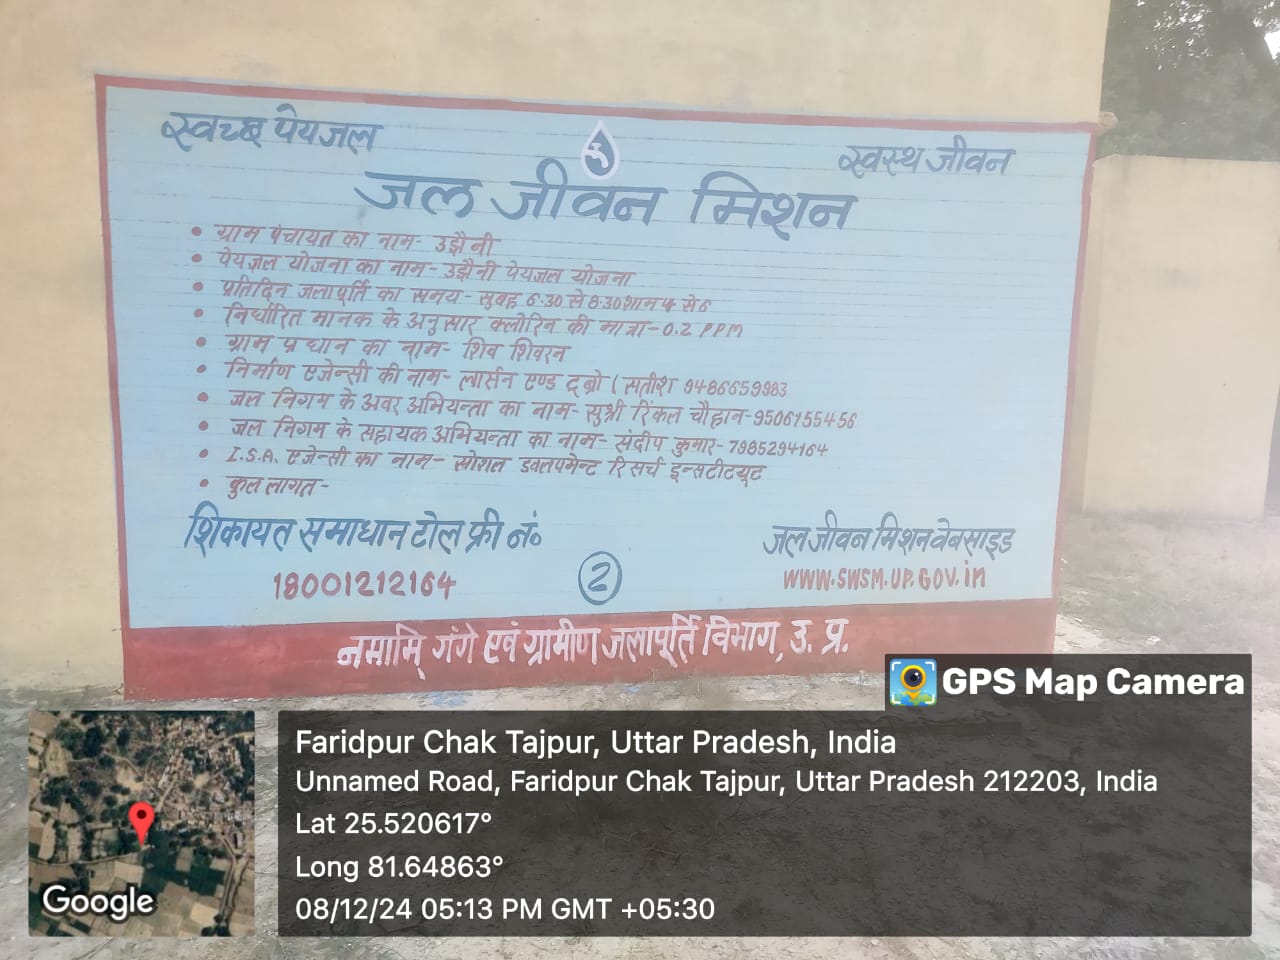 स्वच्छ पेयजल
स्वस्थ जीवन
जल जीवन मिशन
• ग्राम पंचायत का नाम- उझैनी
• पेयजल योजना का नाम- उझैनी पेयजल योजना
• प्रतिदिन जलापूर्ति का समय- सुबह 6.30 से 8.30 शाम 4 से 6
• निर्धारित मानक के अनुसार क्लोरिन की मात्रा-0.2 PPM
• ग्राम प्रधान का नाम- शिव शिवरन
• निर्माण एजेन्सी की नाम- लार्सन एण्ड टूब्रो ( सतीश 9486659983
• जल निगम के अवर अभियन्ता का नाम- सुश्री रिंकल चौहान-9506155456
• जल निगम के सहायक अभियन्ता का नाम- संदीप कुमार- 7985294164
• I.S.A. एजेन्सी का नाम- सोशल डवलपमेन्ट रिसर्च इन्सटीटयूट
• कुल लागत-
शिकायत समाधान टोल फ्री नं०
18001212164
2
जल जीवन मिशन वेबसाइड
WWW.SWSM.UP.GOV.in
नमामि गंगे एवं ग्रामीण जलापूर्ति विभाग, उ. प्र.
GPS Map Camera
Faridpur Chak Tajpur, Uttar Pradesh, India
Unnamed Road, Faridpur Chak Tajpur, Uttar Pradesh 212203, India
Lat 25.520617°
Long 81.64863°
08/12/24 05:13 PM GMT +05:30
Google